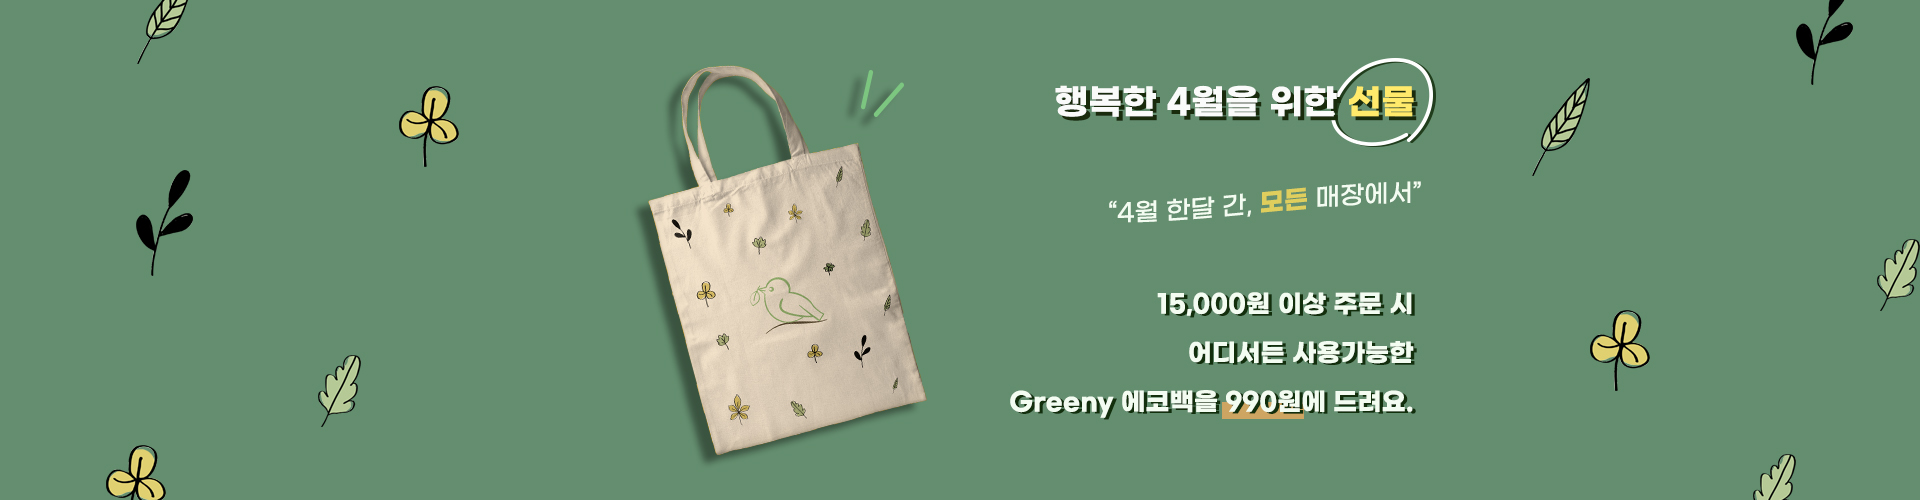 행복한 4월을 위한 선물
“4월 한달 간, 모든 매장에서”
15,000원 이상 주문 시
어디서든 사용가능한
Greeny 에코백을 990원에 드려요.